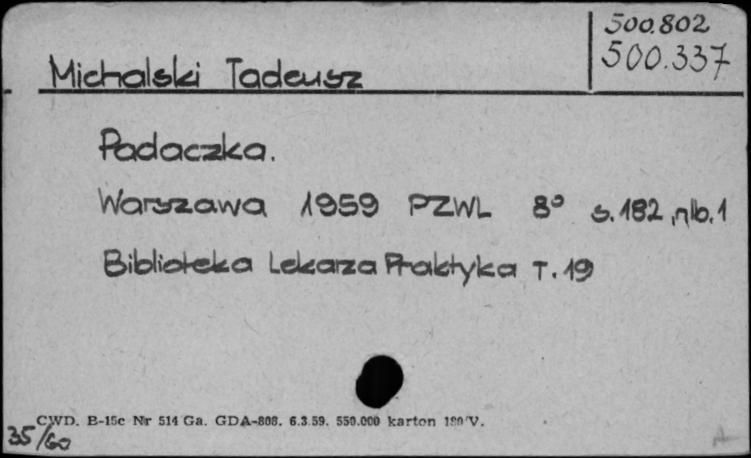 500.802
500.337
Michalski Tadeusz
Padaczka.
Warszawa 1959 PZWL 8° s. 182, nlb. 1
Biblioteka Lekarza Praktyka T. 19
CWD. B-15c Nr 514 Ga. GDA-808. 6.3.59. 550.000 karton V.
35/60
A